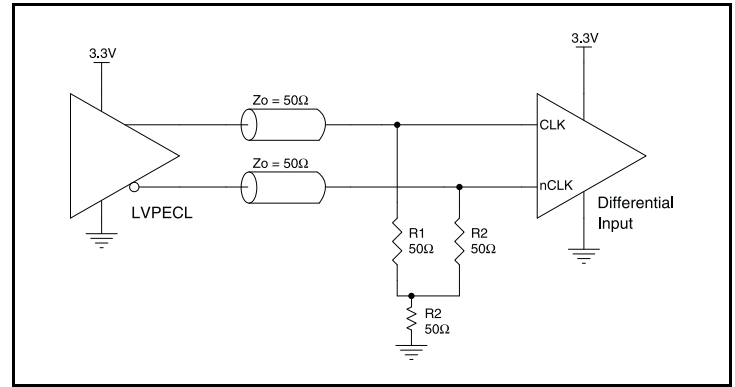 3.3V
3.3V
Zo = 50Ω
CLK
Zo = 50Ω
nCLK
LVPECL
Differential
Input
R1
50Ω
R2
50Ω
R2
50Ω